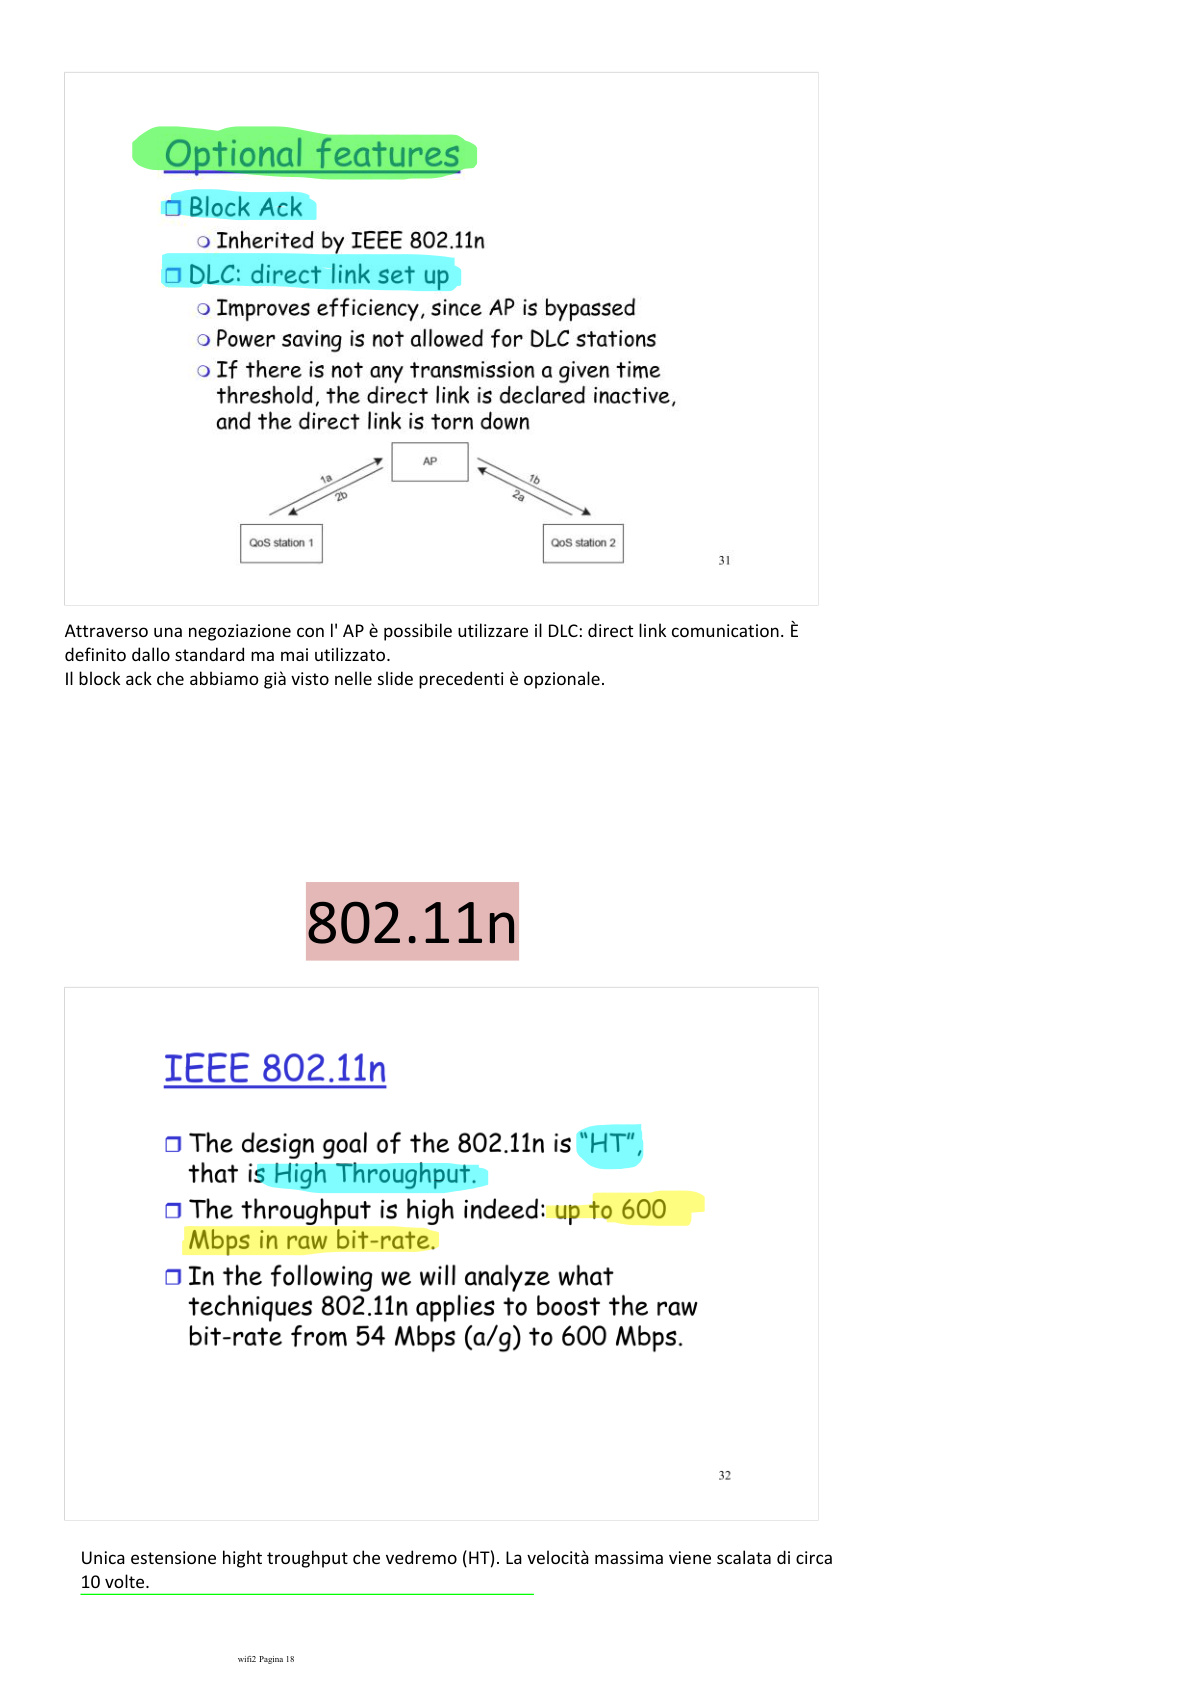 Optional features
Block Ack
Inherited by IEEE 802.11n
DLC: direct link set up
Improves efficiency, since AP is bypassed
Power saving is not allowed for DLC stations
If there is not any transmission a given time
threshold, the direct link is declared inactive,
and the direct link is torn down
AP
1a
2b
1b
2a
QoS station 1
QoS station 2
31
Attraverso una negoziazione con l' AP è possibile utilizzare il DLC: direct link comunication. È
definito dallo standard ma mai utilizzato.
Il block ack che abbiamo già visto nelle slide precedenti è opzionale.
802.11n
IEEE 802.11n
The design goal of the 802.11n is “HT”,
that is High Throughput.
The throughput is high indeed: up to 600
Mbps in raw bit-rate.
In the following we will analyze what
techniques 802.11n applies to boost the raw
bit-rate from 54 Mbps (a/g) to 600 Mbps.
32
Unica estensione hight troughput che vedremo (HT). La velocità massima viene scalata di circa
10 volte.
wifi2 Pagina 18